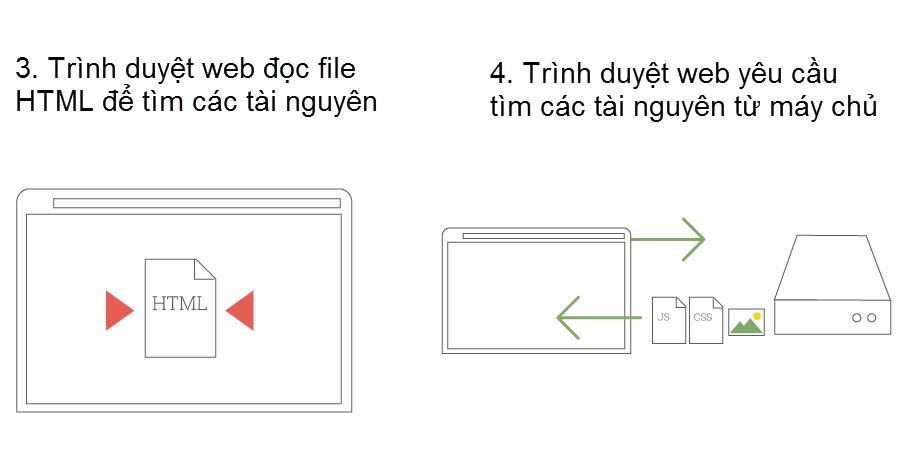 3. Trình duyệt web đọc file
HTML để tìm các tài nguyên
4. Trình duyệt web yêu cầu
tìm các tài nguyên từ máy chủ
HTML
JS
CSS